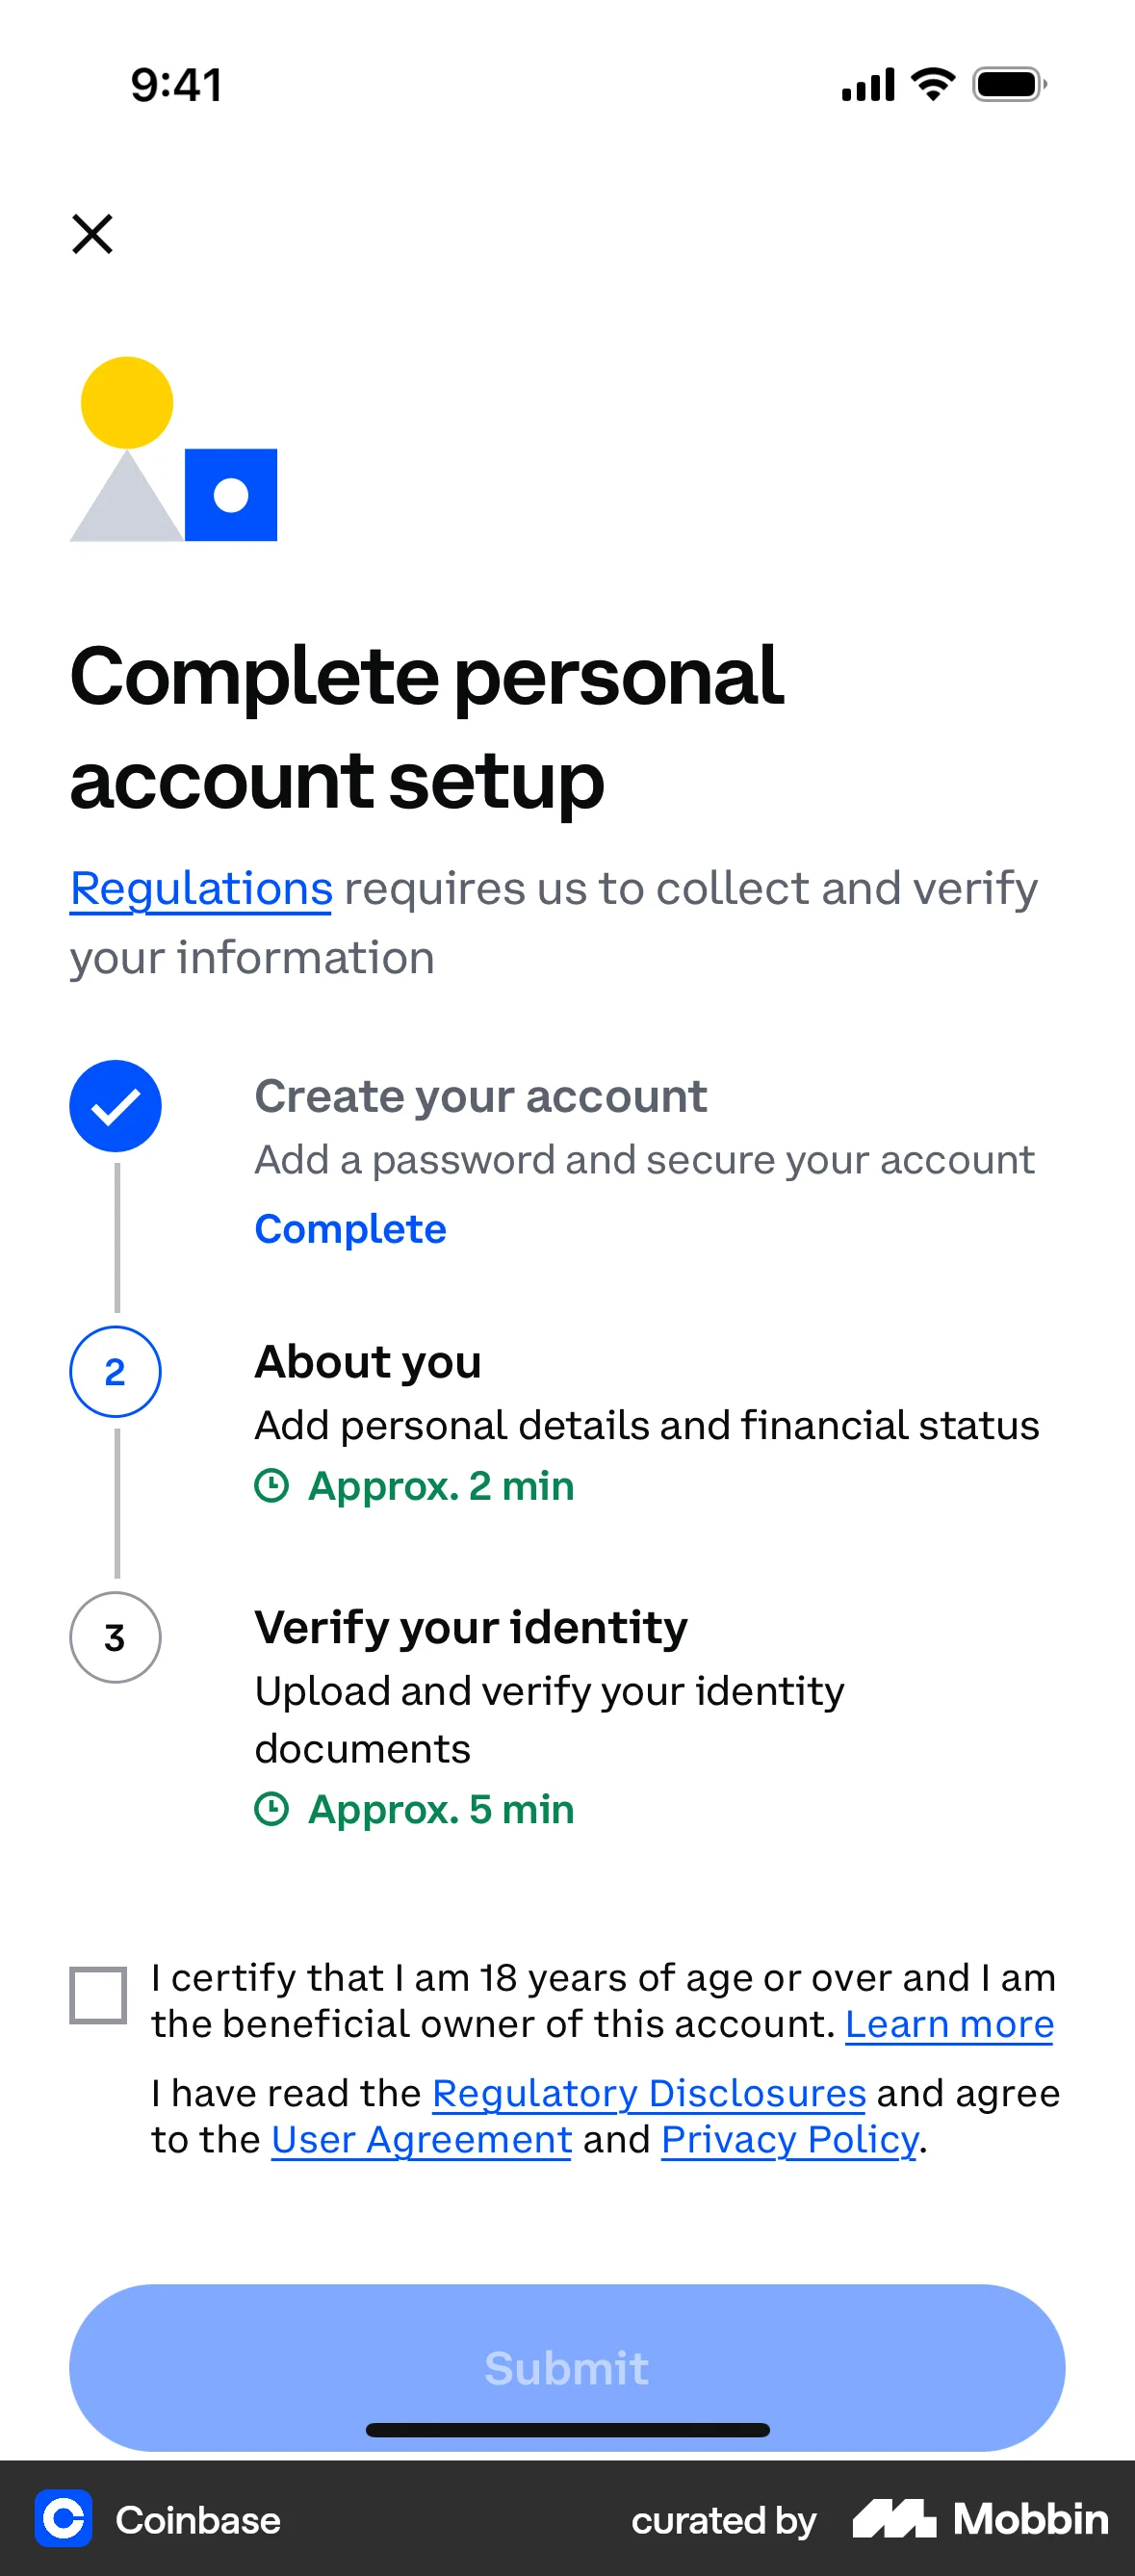 9:41
Complete personal
account setup
Regulations requires us to collect and verify
your information
Create your account
Add a password and secure your account
Complete
2
About you
Add personal details and financial status
Approx. 2 min
3
Verify your identity
Upload and verify your identity
documents
Approx. 5 min
I certify that I am 18 years of age or over and I am
the beneficial owner of this account. Learn more
I have read the Regulatory Disclosures and agree
to the User Agreement and Privacy Policy.
Submit
Coinbase
curated by Mobbin